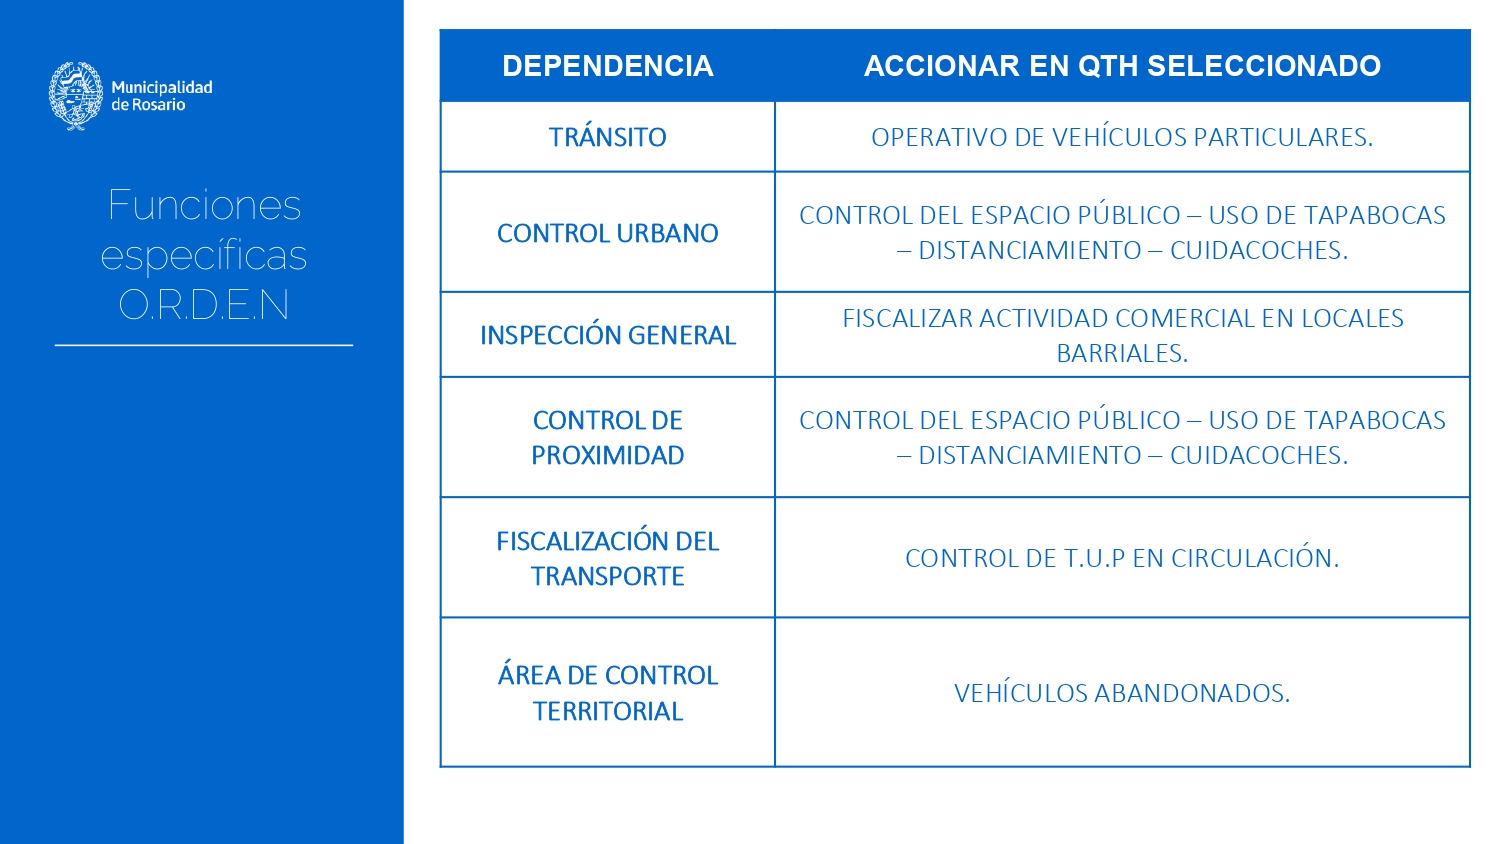 Municipalidad
de Rosario
Funciones
específicas
O.R.D.E.N
DEPENDENCIA
ACCIONAR EN QTH SELECCIONADO
TRÁNSITO
OPERATIVO DE VEHÍCULOS PARTICULARES.
CONTROL URBANO
CONTROL DEL ESPACIO PÚBLICO – USO DE TAPABOCAS
– DISTANCIAMIENTO – CUIDACOCHES.
INSPECCIÓN GENERAL
FISCALIZAR ACTIVIDAD COMERCIAL EN LOCALES
BARRIALES.
CONTROL DE
PROXIMIDAD
CONTROL DEL ESPACIO PÚBLICO – USO DE TAPABOCAS
– DISTANCIAMIENTO – CUIDACOCHES.
FISCALIZACIÓN DEL
TRANSPORTE
CONTROL DE T.U.P EN CIRCULACIÓN.
ÁREA DE CONTROL
TERRITORIAL
VEHÍCULOS ABANDONADOS.